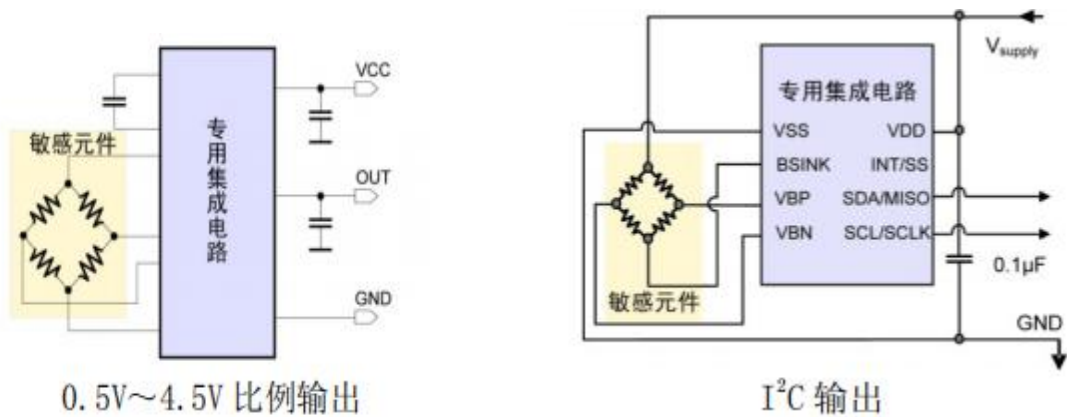 敏感元件
专用集成电路
VCC
OUT
GND
0.5V～4.5V 比例输出
Vsupply
专用集成电路
VSS VDD
BSINK INT/SS
VBP SDA/MISO
VBN SCL/SCLK
0.1µF
敏感元件
GND
I²C 输出